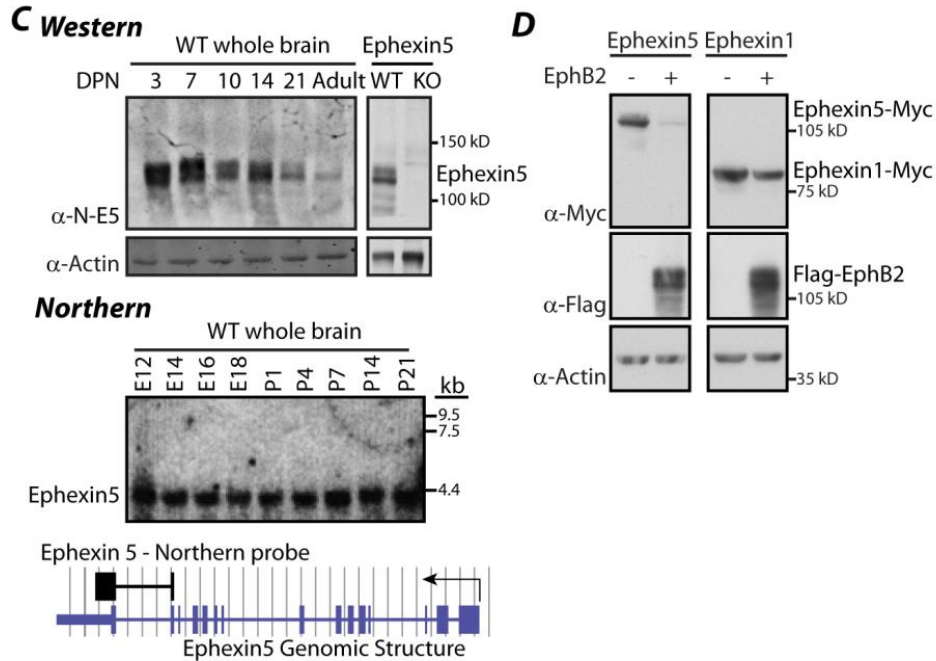 C Western
WT whole brain
Ephexin5
DPN 3 7 10 14 21 Adult WT KO
150 kD
Ephexin5
100 kD
α-N-E5
α-Actin
Northern
WT whole brain
E12 E14 E16 E18 P1 P4 P7 P14 P21
kb
9.5
7.5
Ephexin5
4.4
Ephexin 5 - Northern probe
Ephexin5 Genomic Structure
D
Ephexin5 Ephexin1
EphB2 - + - +
Ephexin5-Myc
105 kD
Ephexin1-Myc
75 kD
α-Myc
Flag-EphB2
105 kD
α-Flag
α-Actin
35 kD